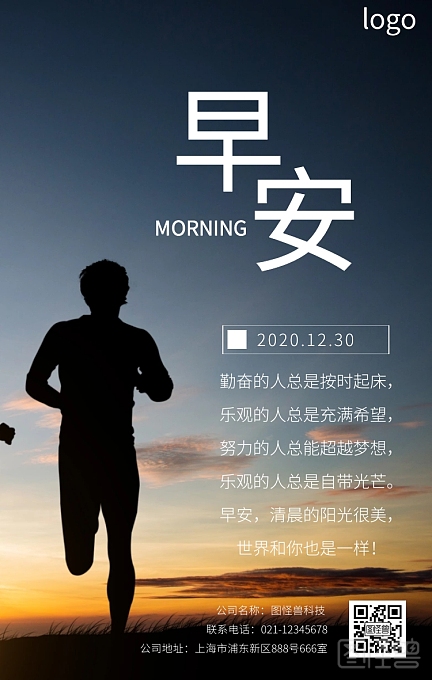 logo
早
安
MORNING
2020.12.30
勤奋的人总是按时起床，
乐观的人总是充满希望，
努力的人总能超越梦想，
乐观的人总是自带光芒。
早安，清晨的阳光很美，
世界和你也是一样！
公司名称：图怪兽科技
联系电话：021-12345678
公司地址：上海市浦东新区888号666室
图怪兽
图怪兽